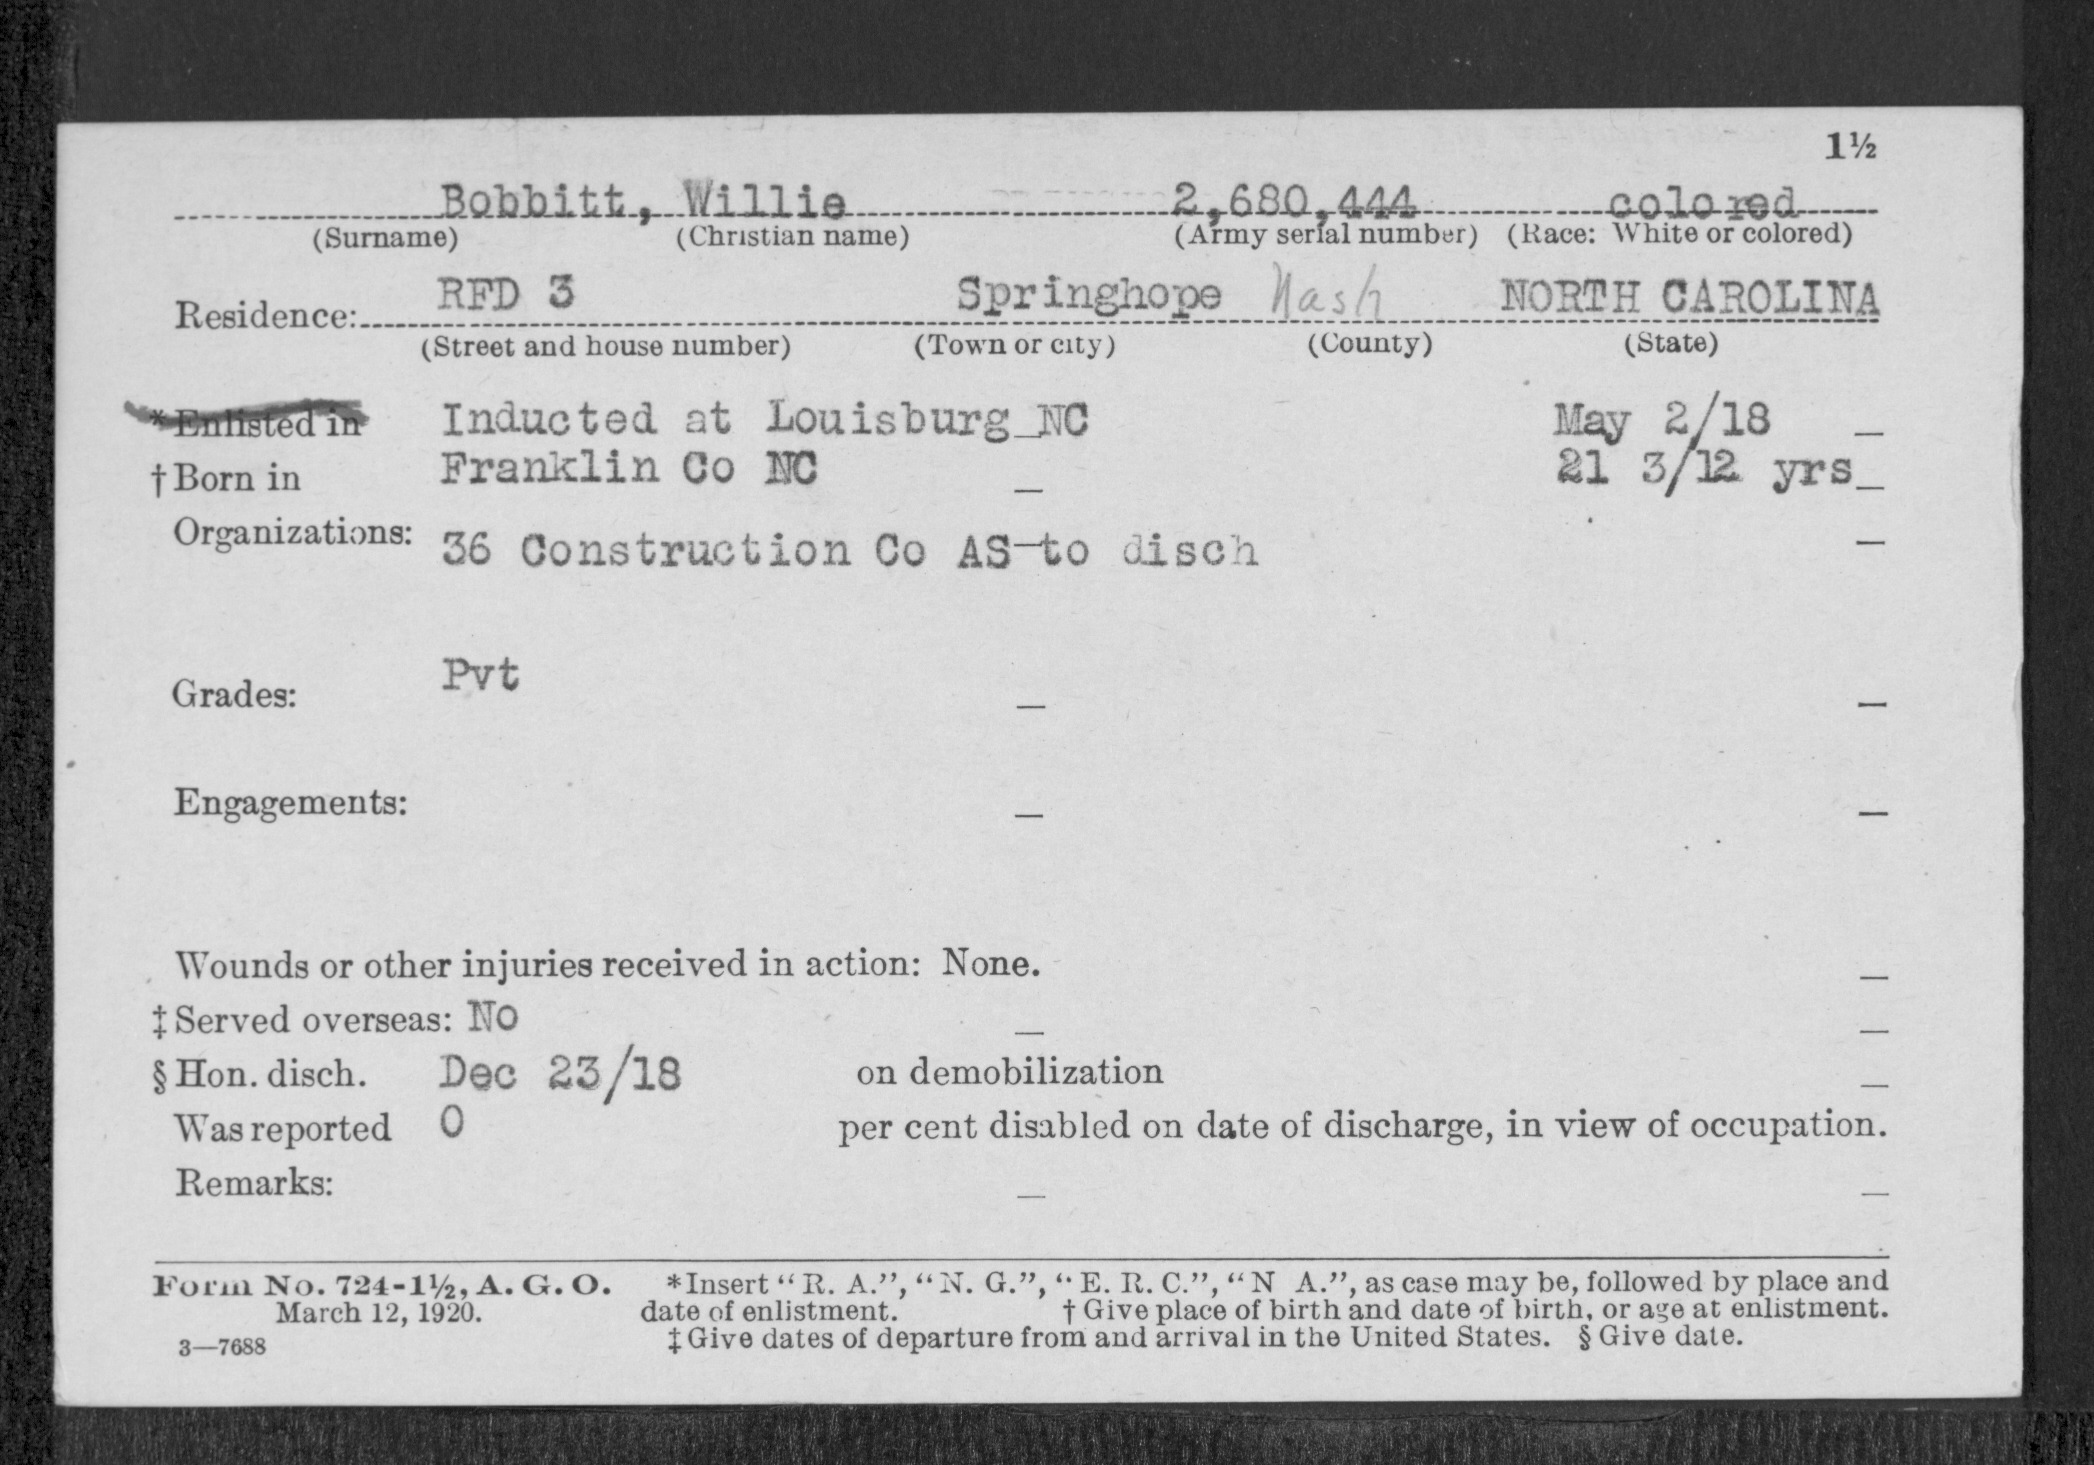 1½
Bobbitt, Willie 2,680,444 colored
(Surname) (Christian name) (Army serial number) (Race: White or colored)
Residence: RFD 3 Springhope Nash NORTH CAROLINA
(Street and house number) (Town or city) (County) (State)
*Enlisted in Inducted at Louisburg NC May 2/18
†Born in Franklin Co NC 21 3/12 yrs
Organizations: 36 Construction Co AS to disch
Grades: Pvt
Engagements:
Wounds or other injuries received in action: None.
‡Served overseas: No
§Hon. disch. Dec 23/18 on demobilization
Was reported 0 per cent disabled on date of discharge, in view of occupation.
Remarks:
Form No. 724-1½, A. G. O. *Insert "R. A.", "N. G.", "E. R. C.", "N A.", as case may be, followed by place and
March 12, 1920. date of enlistment. †Give place of birth and date of birth, or age at enlistment.
3—7688 ‡Give dates of departure from and arrival in the United States. §Give date.